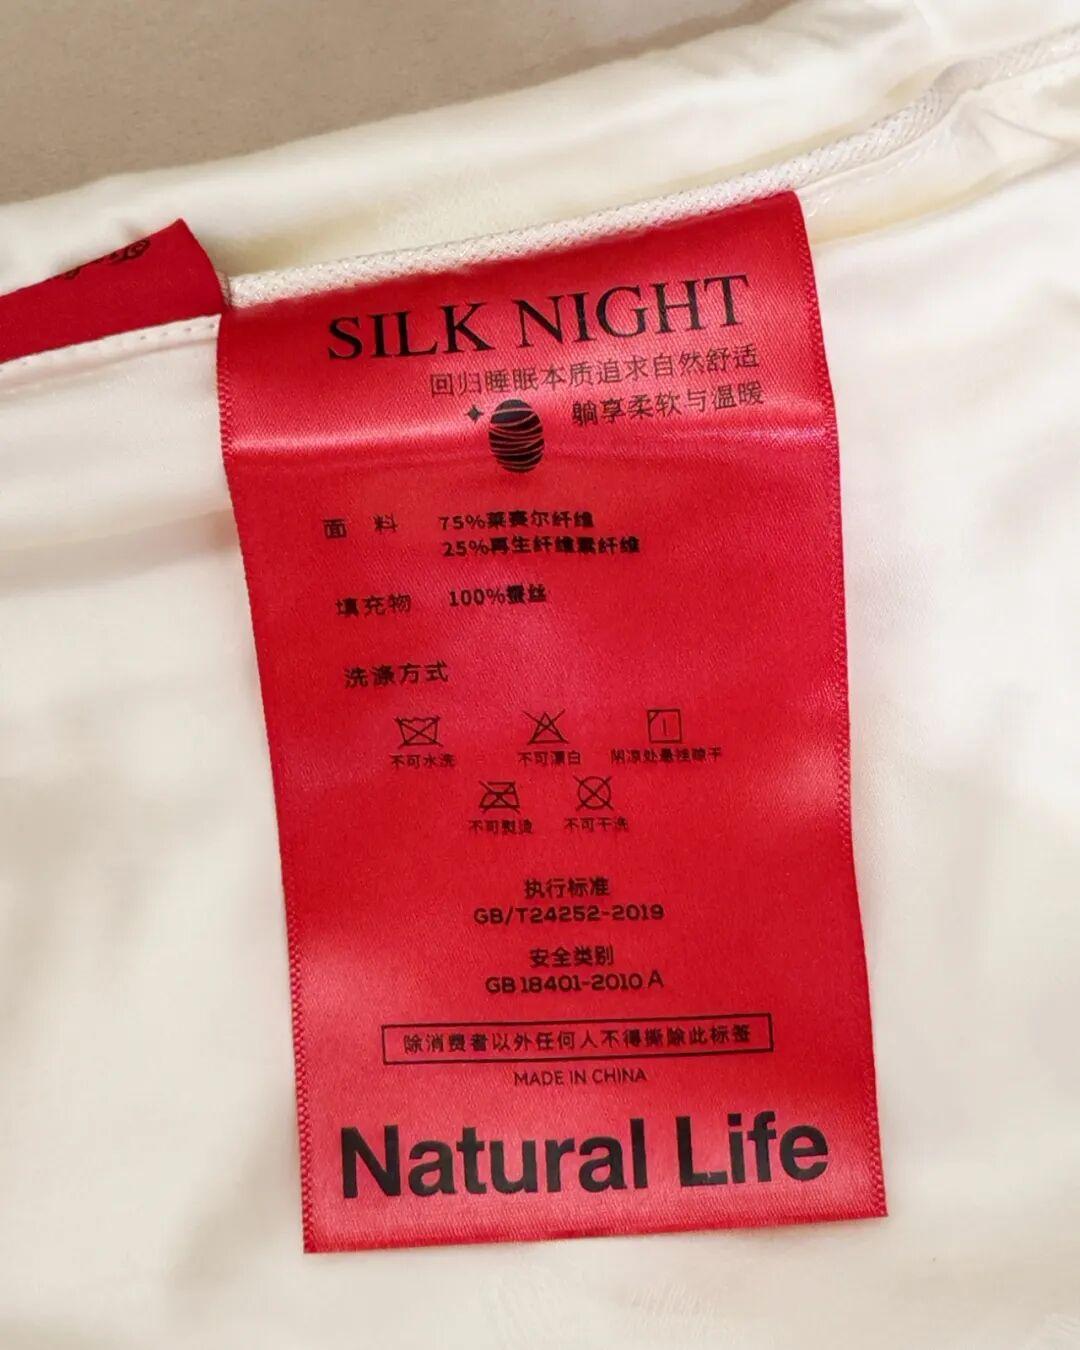 SILK NIGHT
回归睡眠本质追求自然舒适
躺享柔软与温暖
面 料 75%莱赛尔纤维
25%再生纤维素纤维
填充物 100%蚕丝
洗涤方式
不可水洗 不可漂白 阴凉处悬挂晾干
不可熨烫 不可干洗
执行标准
GB/T24252-2019
安全类别
GB 18401-2010 A
除消费者以外任何人不得撕除此标签
MADE IN CHINA
Natural Life